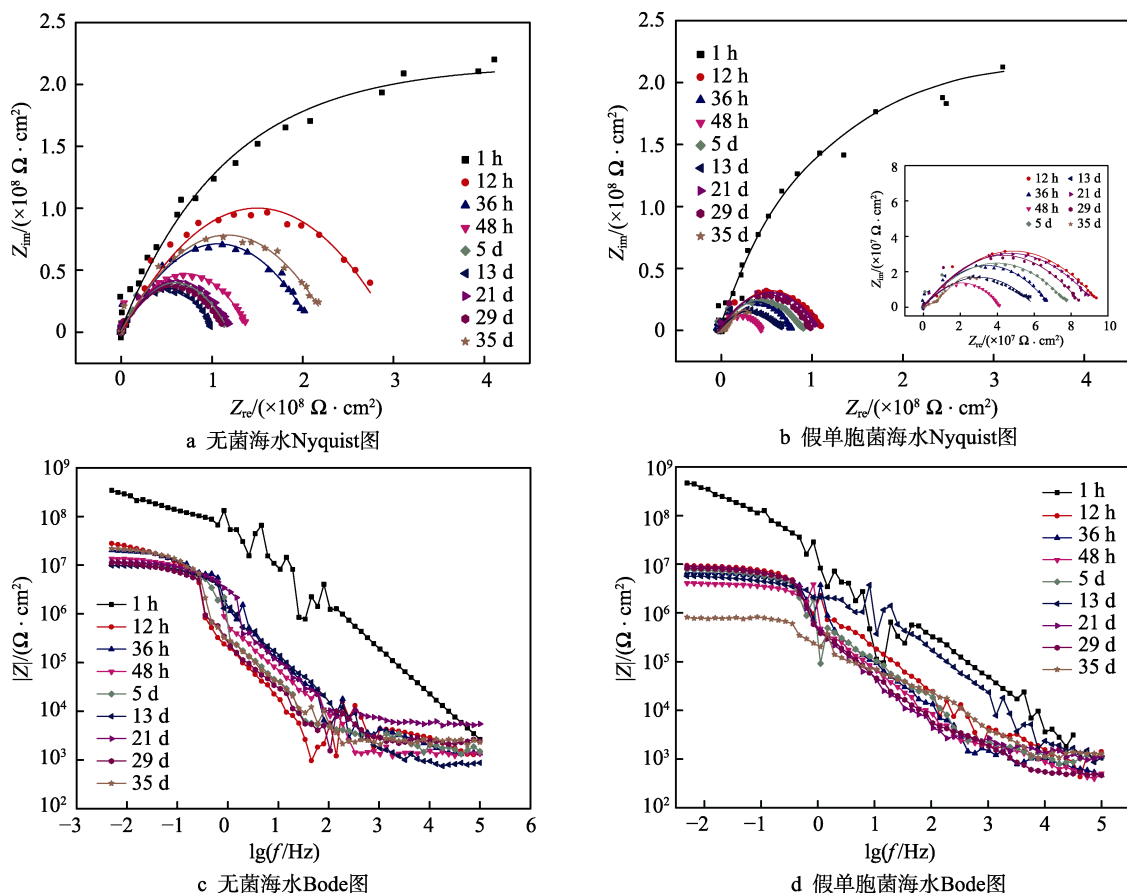 2.5
2.0
1.5
1.0
0.5
0
Z_im/(×10⁸ Ω · cm²)
1 h
12 h
36 h
48 h
5 d
13 d
21 d
29 d
35 d
0 1 2 3 4
Z_re/(×10⁸ Ω · cm²)
a 无菌海水Nyquist图
2.5
2.0
1.5
1.0
0.5
0
Z_im/(×10⁸ Ω · cm²)
1 h
12 h
36 h
48 h
5 d
13 d
21 d
29 d
35 d
8
6
4
2
0
Z_im/(×10⁷ Ω · cm²)
12 h 13 d
36 h 21 d
48 h 29 d
5 d 35 d
0 2 4 6 8 10
Z_re/(×10⁷ Ω · cm²)
0 1 2 3 4
Z_re/(×10⁸ Ω · cm²)
b 假单胞菌海水Nyquist图
10⁹
10⁸
10⁷
10⁶
10⁵
10⁴
10³
10²
|Z|/(Ω · cm²)
1 h
12 h
36 h
48 h
5 d
13 d
21 d
29 d
35 d
−3 −2 −1 0 1 2 3 4 5 6
lg(f/Hz)
c 无菌海水Bode图
10⁹
10⁸
10⁷
10⁶
10⁵
10⁴
10³
10²
|Z|/(Ω · cm²)
1 h
12 h
36 h
48 h
5 d
13 d
21 d
29 d
35 d
−2 −1 0 1 2 3 4 5
lg(f/Hz)
d 假单胞菌海水Bode图